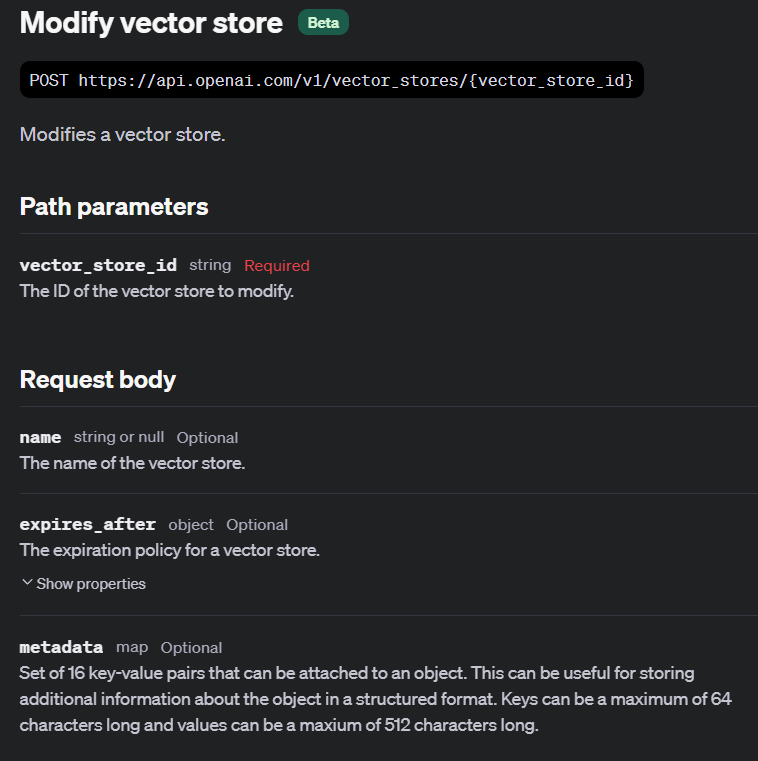 Modify vector store Beta
POST https://api.openai.com/v1/vector_stores/{vector_store_id}
Modifies a vector store.
Path parameters
vector_store_id string Required
The ID of the vector store to modify.
Request body
name string or null Optional
The name of the vector store.
expires_after object Optional
The expiration policy for a vector store.
Show properties
metadata map Optional
Set of 16 key-value pairs that can be attached to an object. This can be useful for storing
additional information about the object in a structured format. Keys can be a maximum of 64
characters long and values can be a maxium of 512 characters long.